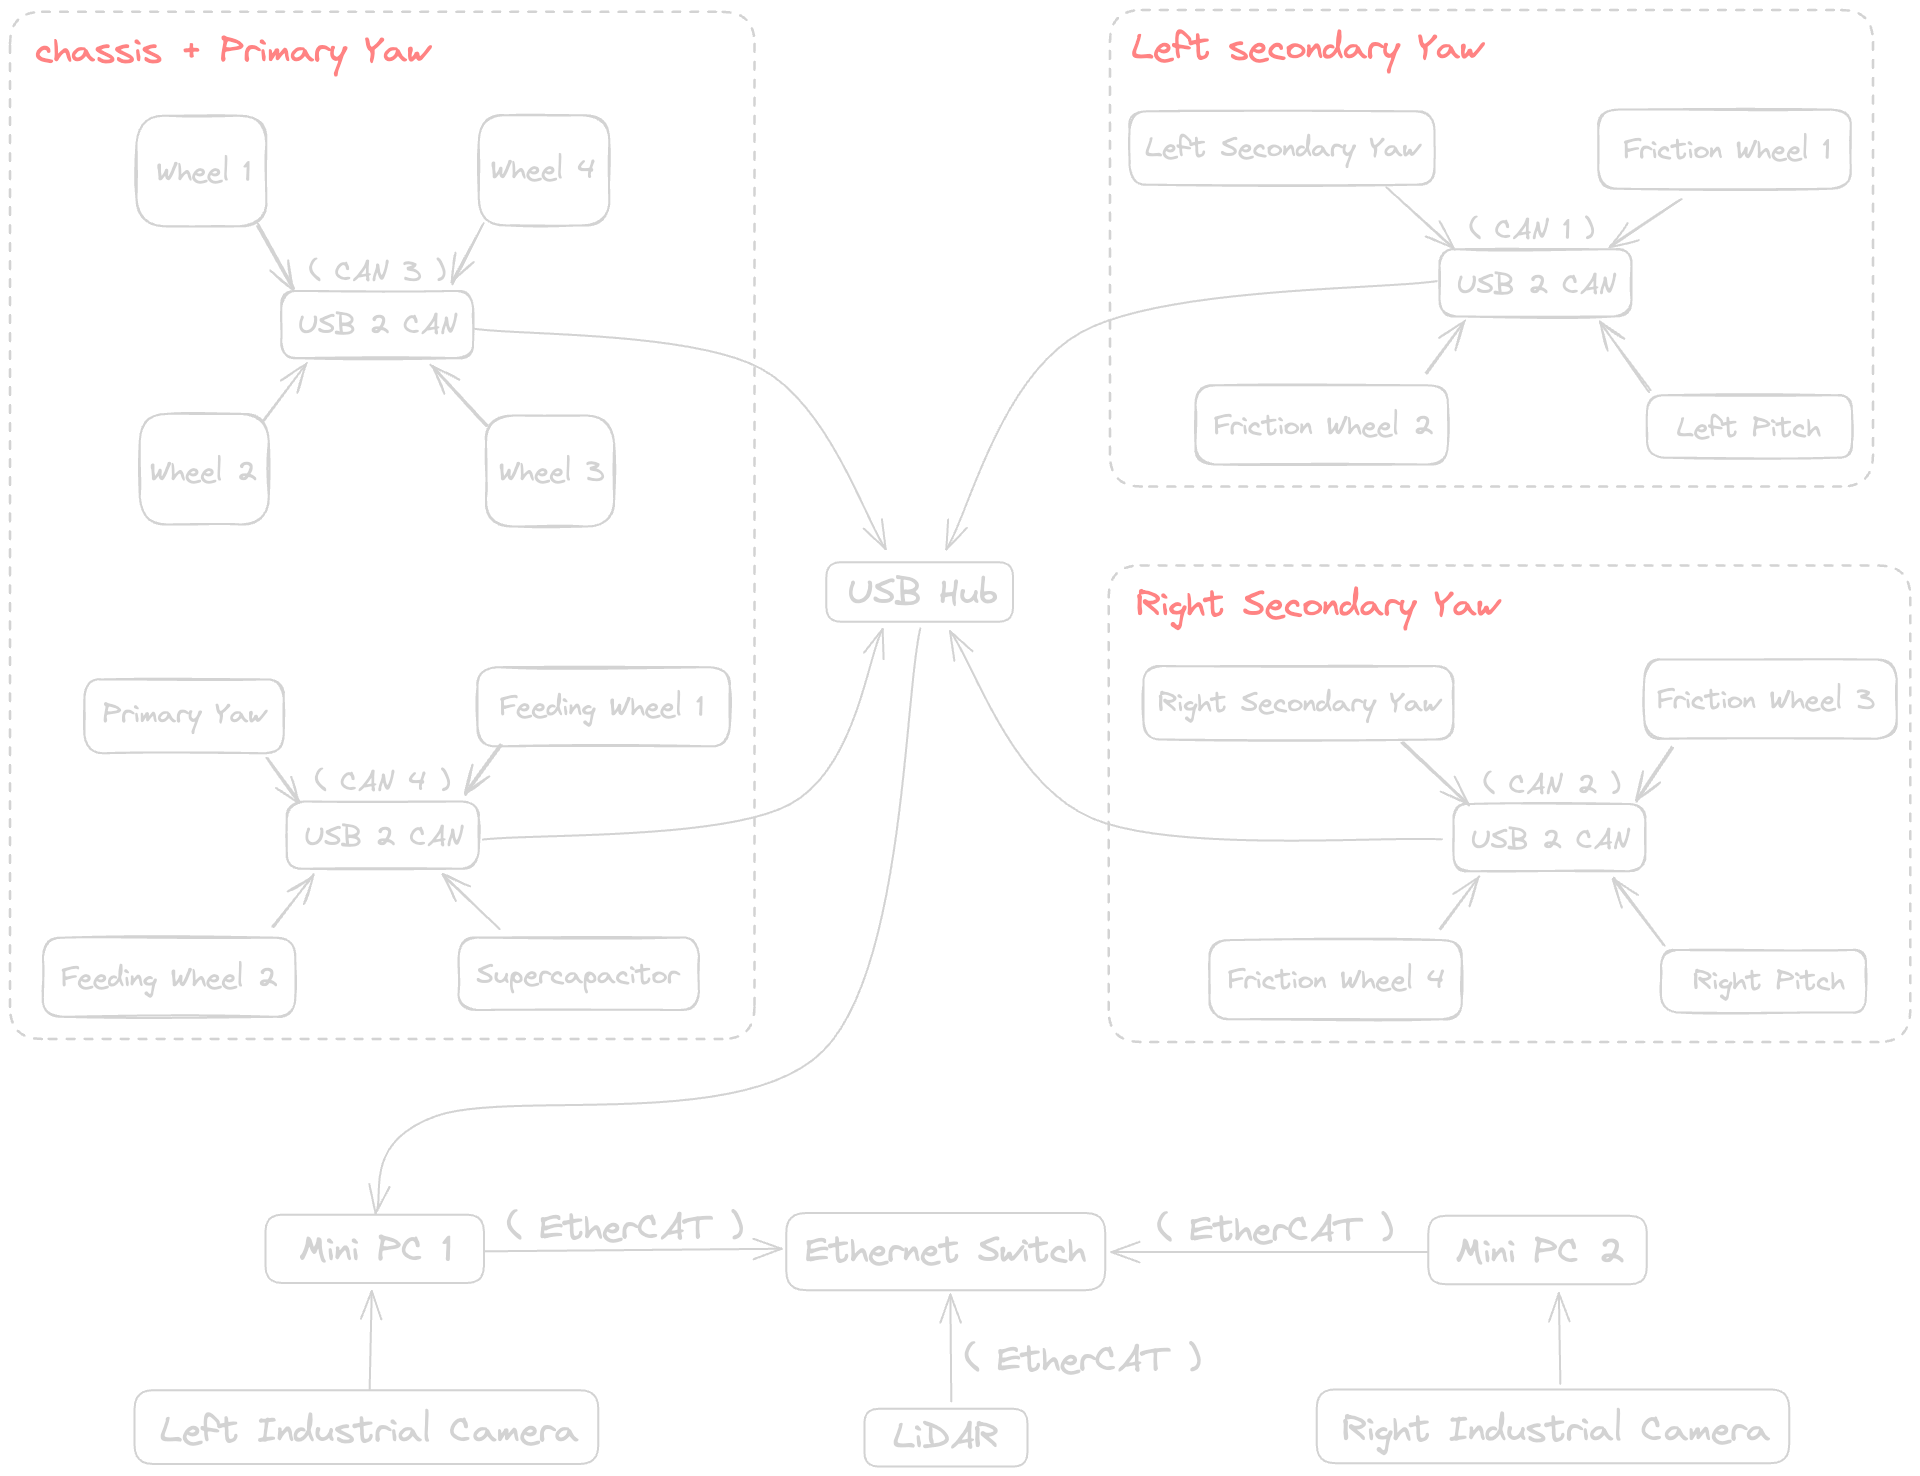 chassis + Primary Yaw
Wheel 1
Wheel 4
( CAN 3 )
USB 2 CAN
Wheel 2
Wheel 3
Primary Yaw
Feeding Wheel 1
( CAN 4 )
USB 2 CAN
Feeding Wheel 2
Supercapacitor
Left secondary Yaw
Left Secondary Yaw
Friction Wheel 1
( CAN 1 )
USB 2 CAN
Friction Wheel 2
Left Pitch
USB Hub
Right Secondary Yaw
Right Secondary Yaw
Friction Wheel 3
( CAN 2 )
USB 2 CAN
Friction Wheel 4
Right Pitch
Mini PC 1
( EtherCAT )
Ethernet Switch
( EtherCAT )
Mini PC 2
( EtherCAT )
Left Industrial Camera
LiDAR
Right Industrial Camera